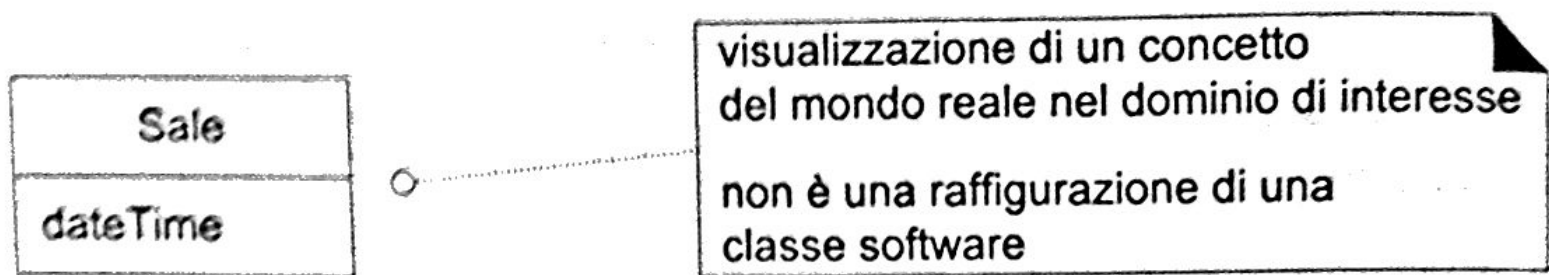 Sale
dateTime
visualizzazione di un concetto
del mondo reale nel dominio di interesse
non è una raffigurazione di una
classe software